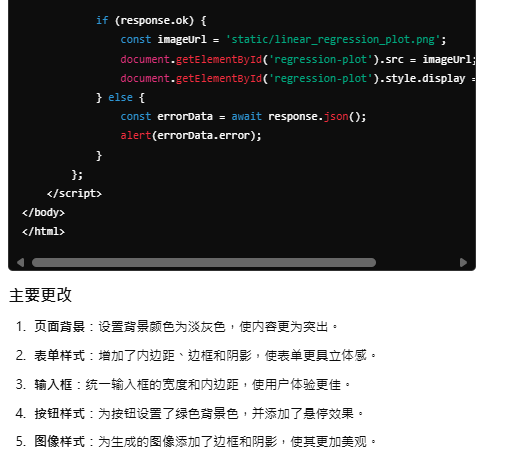 if (response.ok) {
const imageUrl = 'static/linear_regression_plot.png';
document.getElementById('regression-plot').src = imageUrl;
document.getElementById('regression-plot').style.display =
} else {
const errorData = await response.json();
alert(errorData.error);
}
};
</script>
</body>
</html>
主要更改
1. 页面背景：设置背景颜色为淡灰色，使内容更为突出。
2. 表单样式：增加了内边距、边框和阴影，使表单更具立体感。
3. 输入框：统一输入框的宽度和内边距，使用户体验更佳。
4. 按钮样式：为按钮设置了绿色背景色，并添加了悬停效果。
5. 图像样式：为生成的图像添加了边框和阴影，使其更加美观。